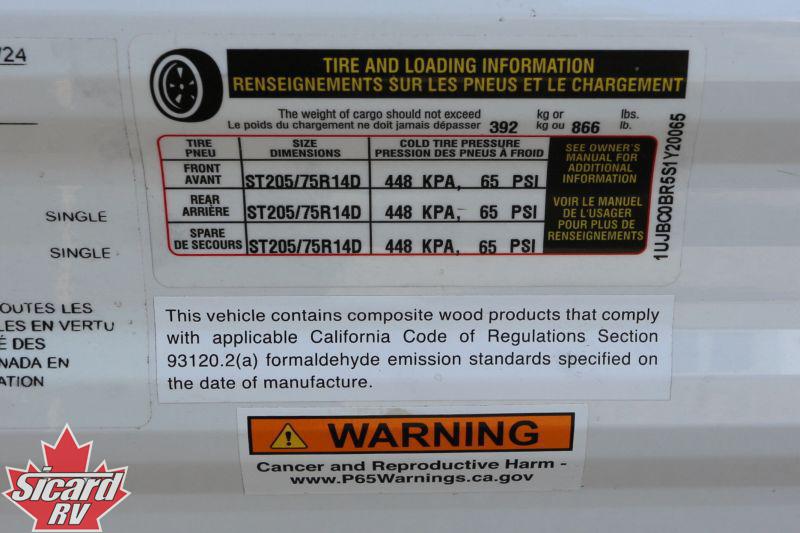 /24
SINGLE
SINGLE
OUTES LES
LES EN VERTU
É DES
NADA EN
ATION
TIRE AND LOADING INFORMATION
RENSEIGNEMENTS SUR LES PNEUS ET LE CHARGEMENT
The weight of cargo should not exceed kg or lbs.
Le poids du chargement ne doit jamais dépasser 392 kg ou 866 lb.
TIRE SIZE COLD TIRE PRESSURE
PNEU DIMENSIONS PRESSION DES PNEUS À FROID
FRONT
AVANT ST205/75R14D 448 KPA, 65 PSI
REAR
ARRIÈRE ST205/75R14D 448 KPA, 65 PSI
SPARE
DE SECOURS ST205/75R14D 448 KPA, 65 PSI
SEE OWNER'S
MANUAL FOR
ADDITIONAL
INFORMATION
VOIR LE MANUEL
DE L'USAGER
POUR PLUS DE
RENSEIGNEMENTS
1UJBC0BR5S1Y20065
This vehicle contains composite wood products that comply
with applicable California Code of Regulations Section
93120.2(a) formaldehyde emission standards specified on
the date of manufacture.
WARNING
Cancer and Reproductive Harm -
www.P65Warnings.ca.gov
Sicard
RV